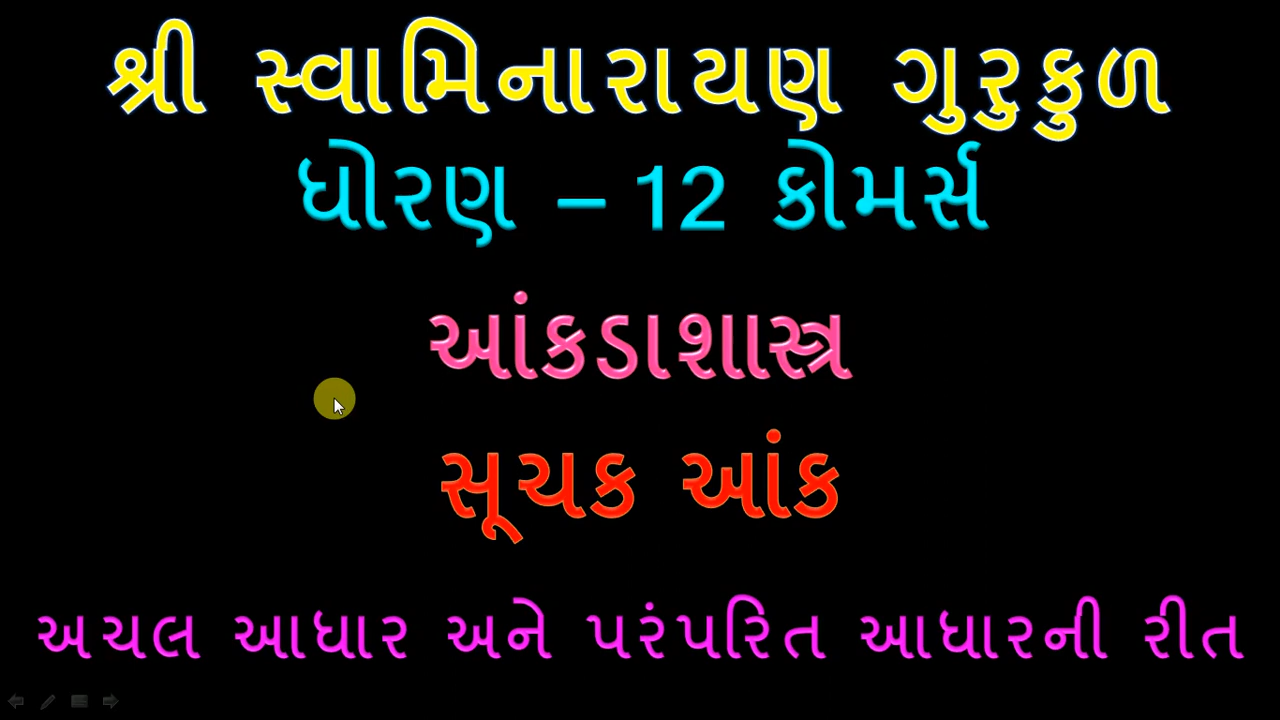 શ્રી સ્વામિનારાયણ ગુરુકુળ
ધોરણ – 12 કોમર્સ
આંકડાશાસ્ત્ર
સૂચક આંક
અચલ આધાર અને પરંપરિત આધારની રીત